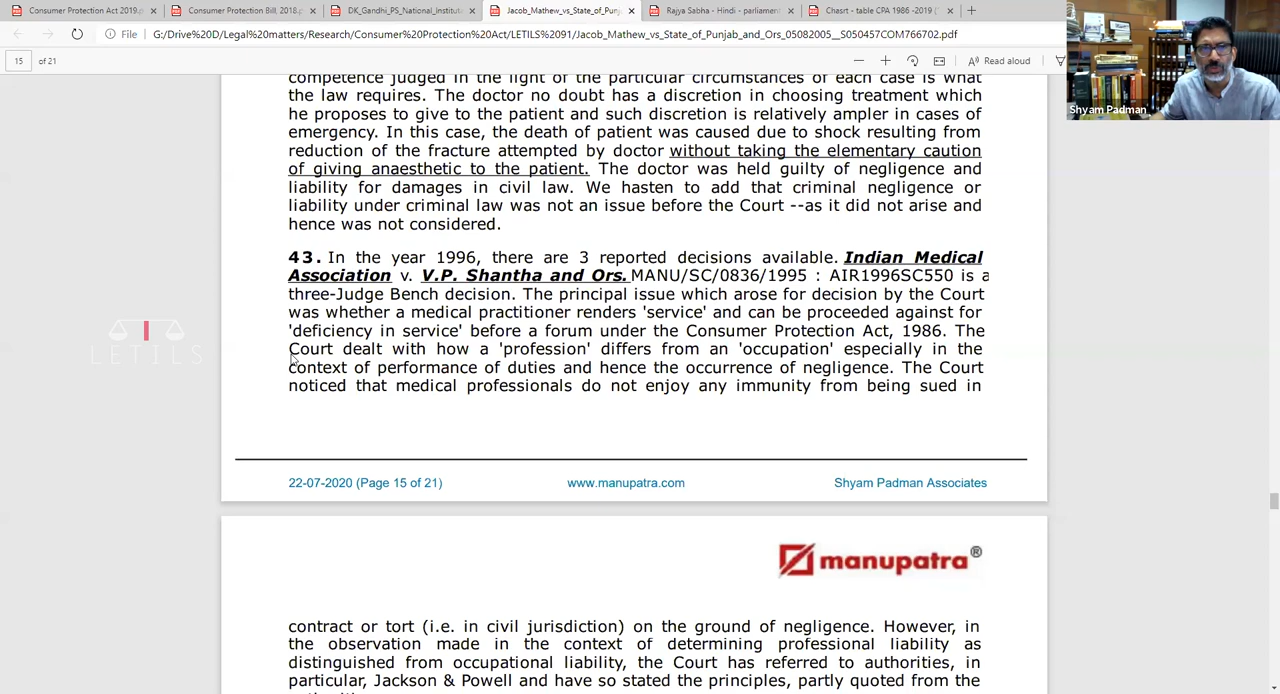 Consumer Protection Act 2019.p
Consumer Protection Bill, 2018.p
DK_Gandhi_PS_National_Institut
Jacob_Mathew_vs_State_of_Punj
Rajya Sabha - Hindi - parliament
Chasrt - table CPA 1986 -2019 (
File
G:/Drive%20D/Legal%20matters/Research/Consumer%20Protection%20Act/LETILS%2091/Jacob_Mathew_vs_State_of_Punjab_and_Ors_05082005__S050457COM766702.pdf
15 of 21
Read aloud
Shyam Padman
competence judged in the light of the particular circumstances of each case is what
the law requires. The doctor no doubt has a discretion in choosing treatment which
he proposes to give to the patient and such discretion is relatively ampler in cases of
emergency. In this case, the death of patient was caused due to shock resulting from
reduction of the fracture attempted by doctor without taking the elementary caution
of giving anaesthetic to the patient. The doctor was held guilty of negligence and
liability for damages in civil law. We hasten to add that criminal negligence or
liability under criminal law was not an issue before the Court --as it did not arise and
hence was not considered.
43. In the year 1996, there are 3 reported decisions available. Indian Medical
Association v. V.P. Shantha and Ors. MANU/SC/0836/1995 : AIR1996SC550 is a
three-Judge Bench decision. The principal issue which arose for decision by the Court
was whether a medical practitioner renders 'service' and can be proceeded against for
'deficiency in service' before a forum under the Consumer Protection Act, 1986. The
Court dealt with how a 'profession' differs from an 'occupation' especially in the
context of performance of duties and hence the occurrence of negligence. The Court
noticed that medical professionals do not enjoy any immunity from being sued in
LETILS
22-07-2020 (Page 15 of 21)
www.manupatra.com
Shyam Padman Associates
manupatra®
contract or tort (i.e. in civil jurisdiction) on the ground of negligence. However, in
the observation made in the context of determining professional liability as
distinguished from occupational liability, the Court has referred to authorities, in
particular, Jackson & Powell and have so stated the principles, partly quoted from the